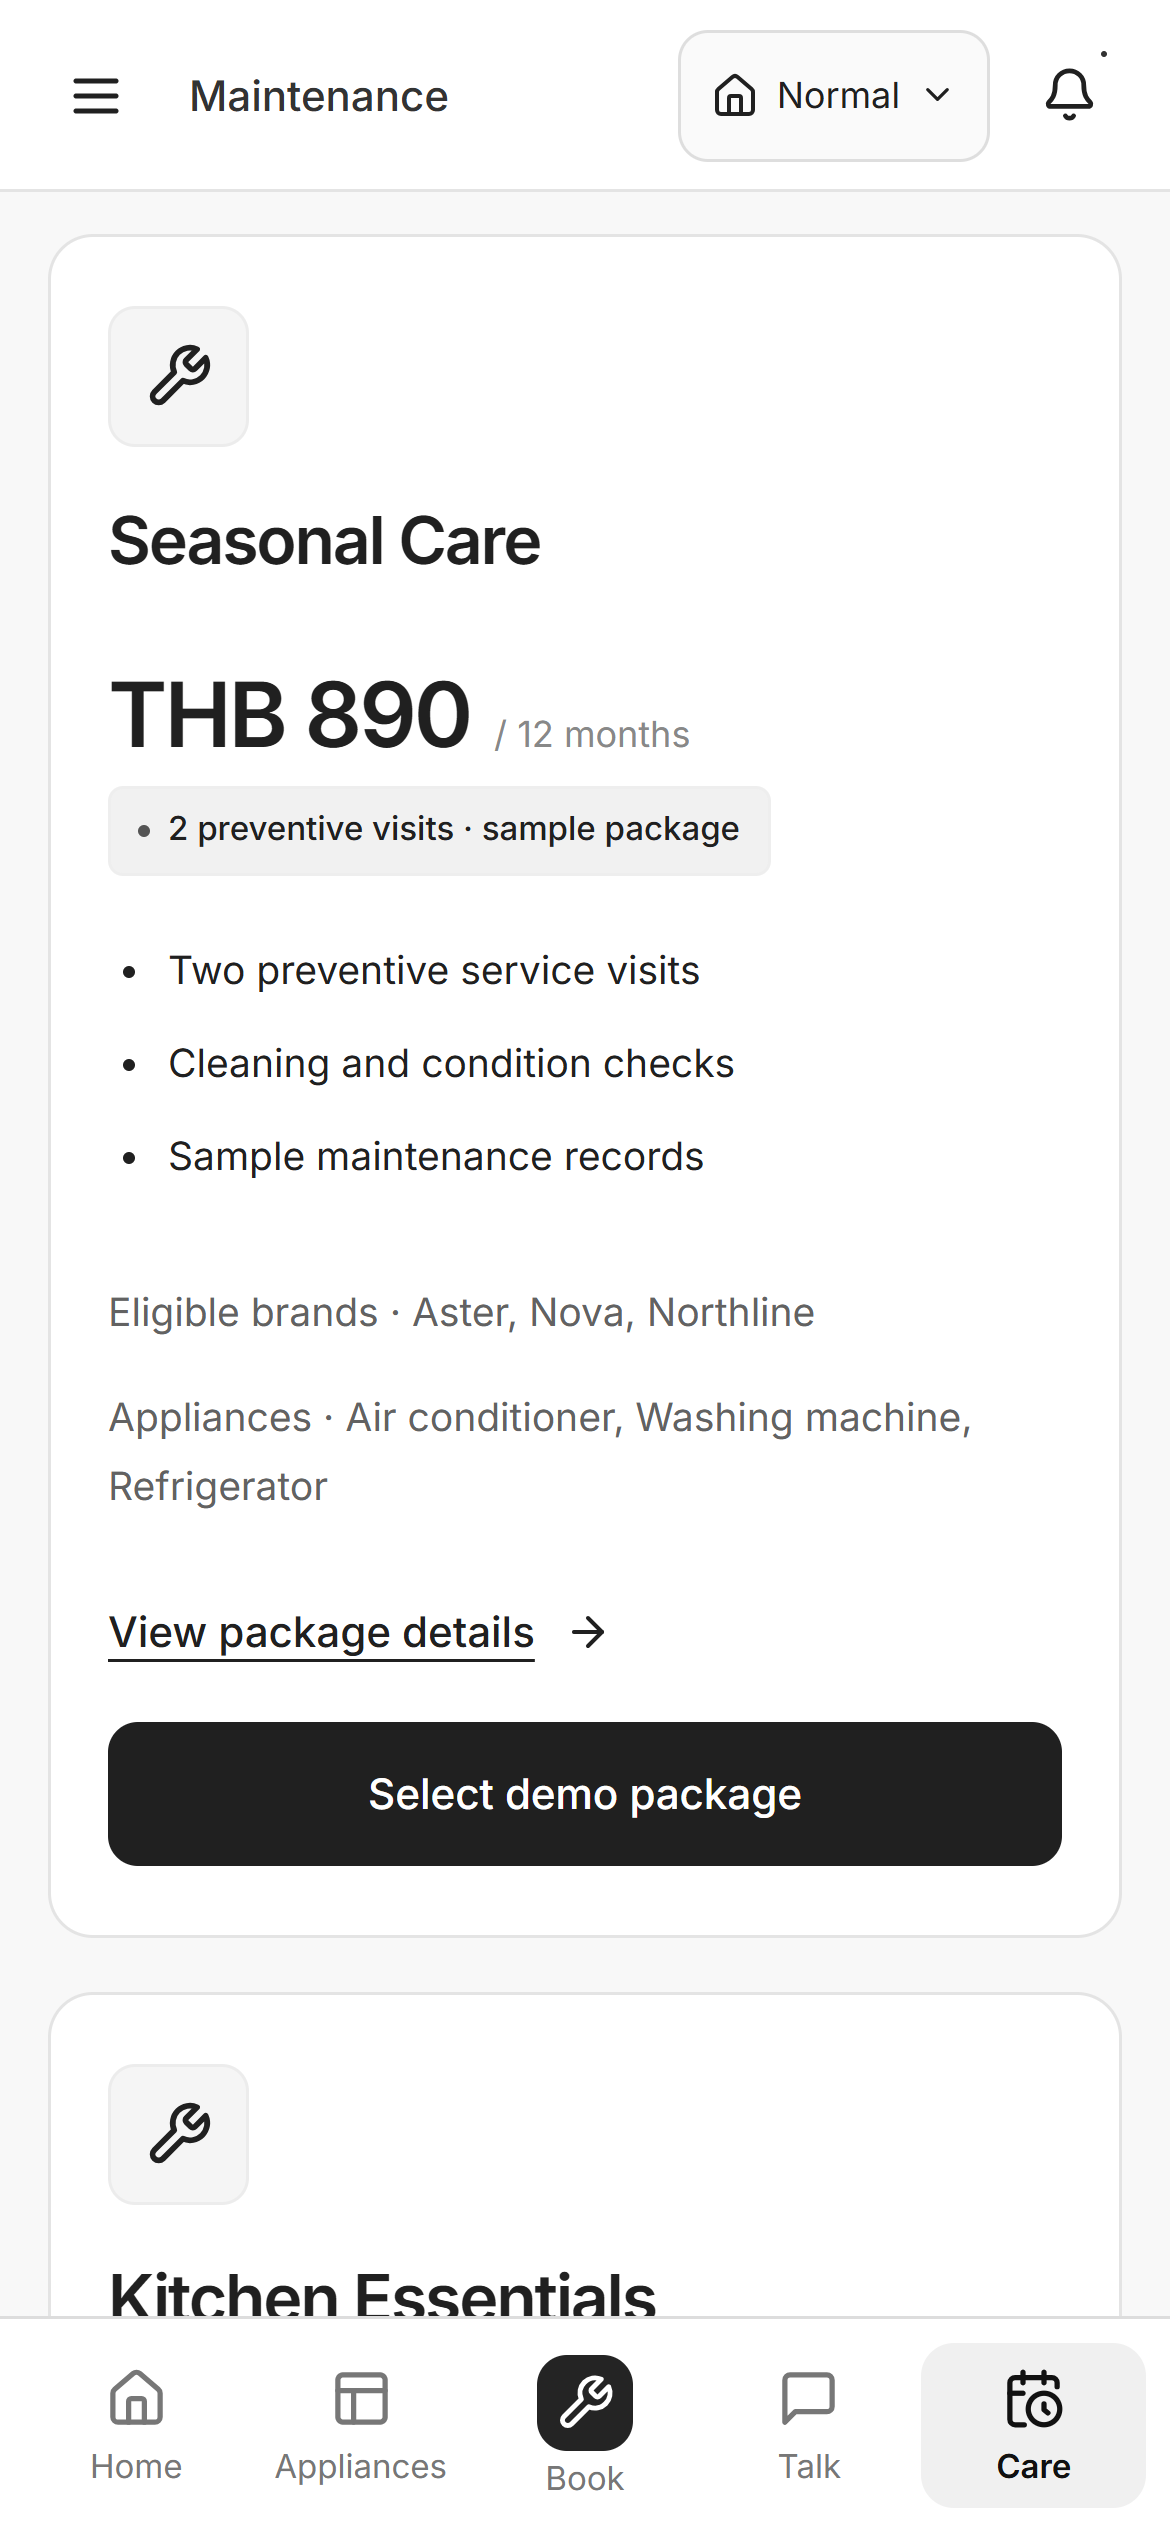 Maintenance
Normal
Seasonal Care
THB 890 / 12 months
2 preventive visits · sample package
• Two preventive service visits
• Cleaning and condition checks
• Sample maintenance records
Eligible brands · Aster, Nova, Northline
Appliances · Air conditioner, Washing machine,
Refrigerator
View package details →
Select demo package
Kitchen Essentials
Home
Appliances
Book
Talk
Care